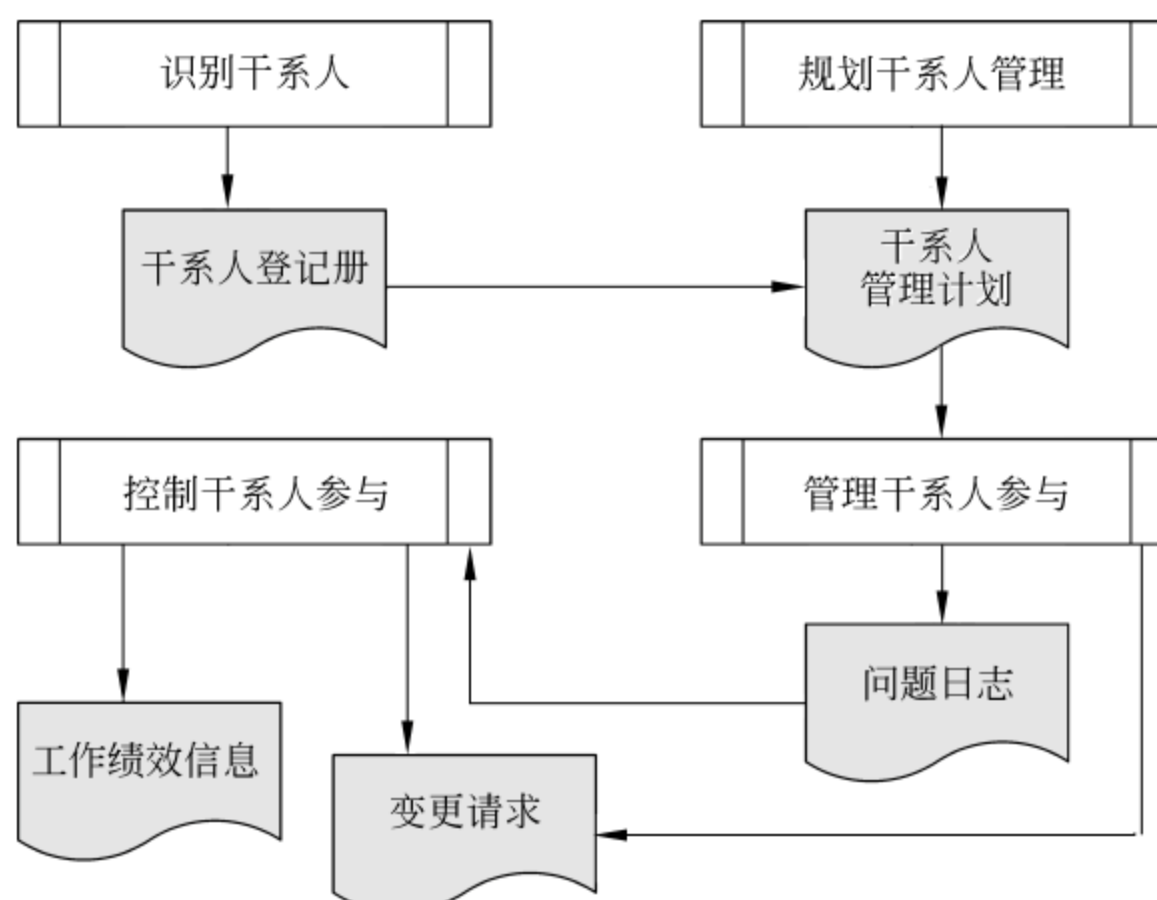 识别干系人
规划干系人管理
干系人登记册
干系人
管理计划
控制干系人参与
管理干系人参与
问题日志
工作绩效信息
变更请求